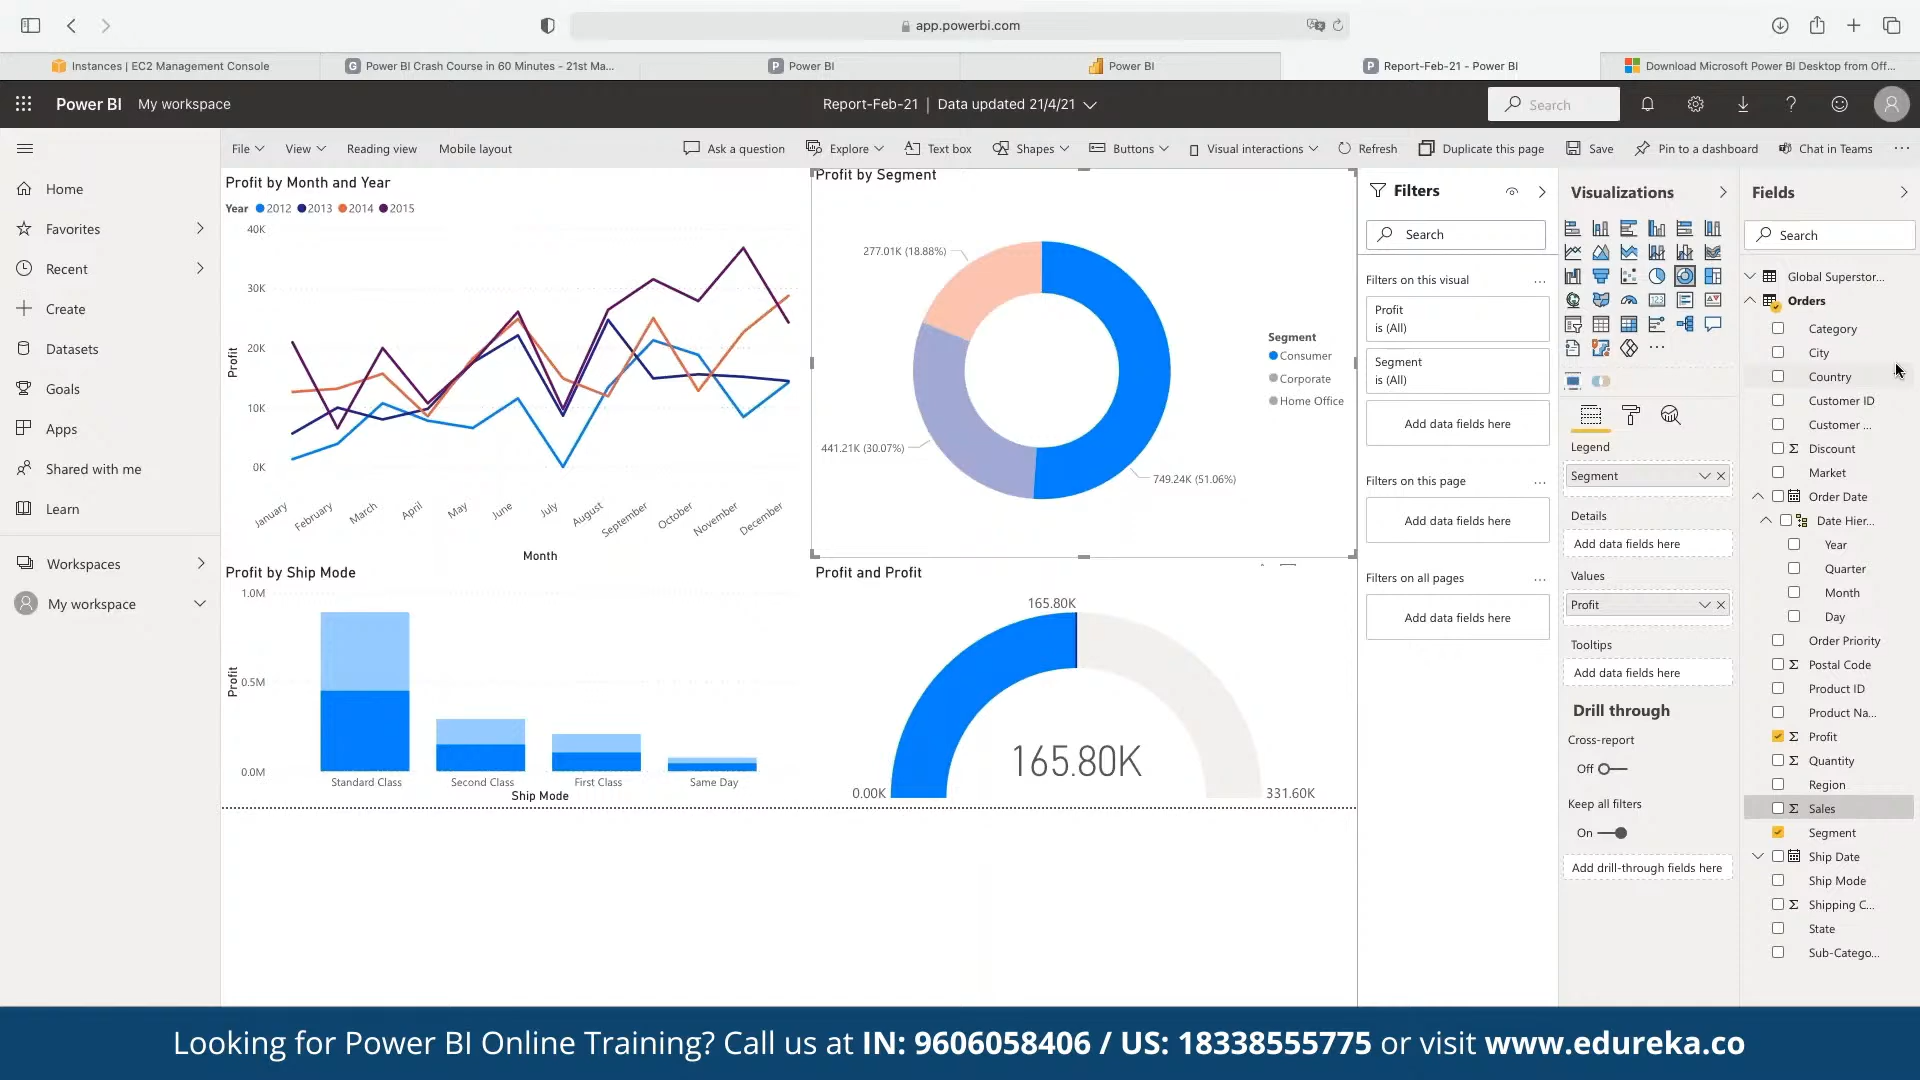 app.powerbi.com
Instances | EC2 Management Console
Power BI Crash Course in 60 Minutes - 21st Ma...
Power BI
Power BI
Report-Feb-21 - Power BI
Download Microsoft Power BI Desktop from Off...
Power BI My workspace
Report-Feb-21 | Data updated 21/4/21
Search
File View Reading view Mobile layout
Ask a question Explore Text box Shapes Buttons Visual interactions Refresh Duplicate this page Save Pin to a dashboard Chat in Teams ...
Home
Favorites
Recent
Create
Datasets
Goals
Apps
Shared with me
Learn
Workspaces
My workspace
Profit by Month and Year
Year 2012 2013 2014 2015
40K
30K
20K
10K
0K
Profit
January February March April May June July August September October November December
Month
Profit by Segment
277.01K (18.88%)
441.21K (30.07%)
749.24K (51.06%)
Segment
Consumer
Corporate
Home Office
Profit by Ship Mode
1.0M
0.5M
0.0M
Profit
Standard Class Second Class First Class Same Day
Ship Mode
Profit and Profit
165.80K
165.80K
0.00K
331.60K
Filters
Search
Filters on this visual ...
Profit
is (All)
Segment
is (All)
Add data fields here
Filters on this page ...
Add data fields here
Filters on all pages ...
Add data fields here
Visualizations
123
...
Legend
Segment
Details
Add data fields here
Values
Profit
Tooltips
Add data fields here
Drill through
Cross-report
Off
Keep all filters
On
Add drill-through fields here
Fields
Search
Global Superstor...
Orders
Category
City
Country
Customer ID
Customer ...
Σ Discount
Market
Order Date
Date Hier...
Year
Quarter
Month
Day
Order Priority
Σ Postal Code
Product ID
Product Na...
Σ Profit
Σ Quantity
Region
Σ Sales
Segment
Ship Date
Ship Mode
Σ Shipping C...
State
Sub-Catego...
Looking for Power BI Online Training? Call us at IN: 9606058406 / US: 18338555775 or visit www.edureka.co